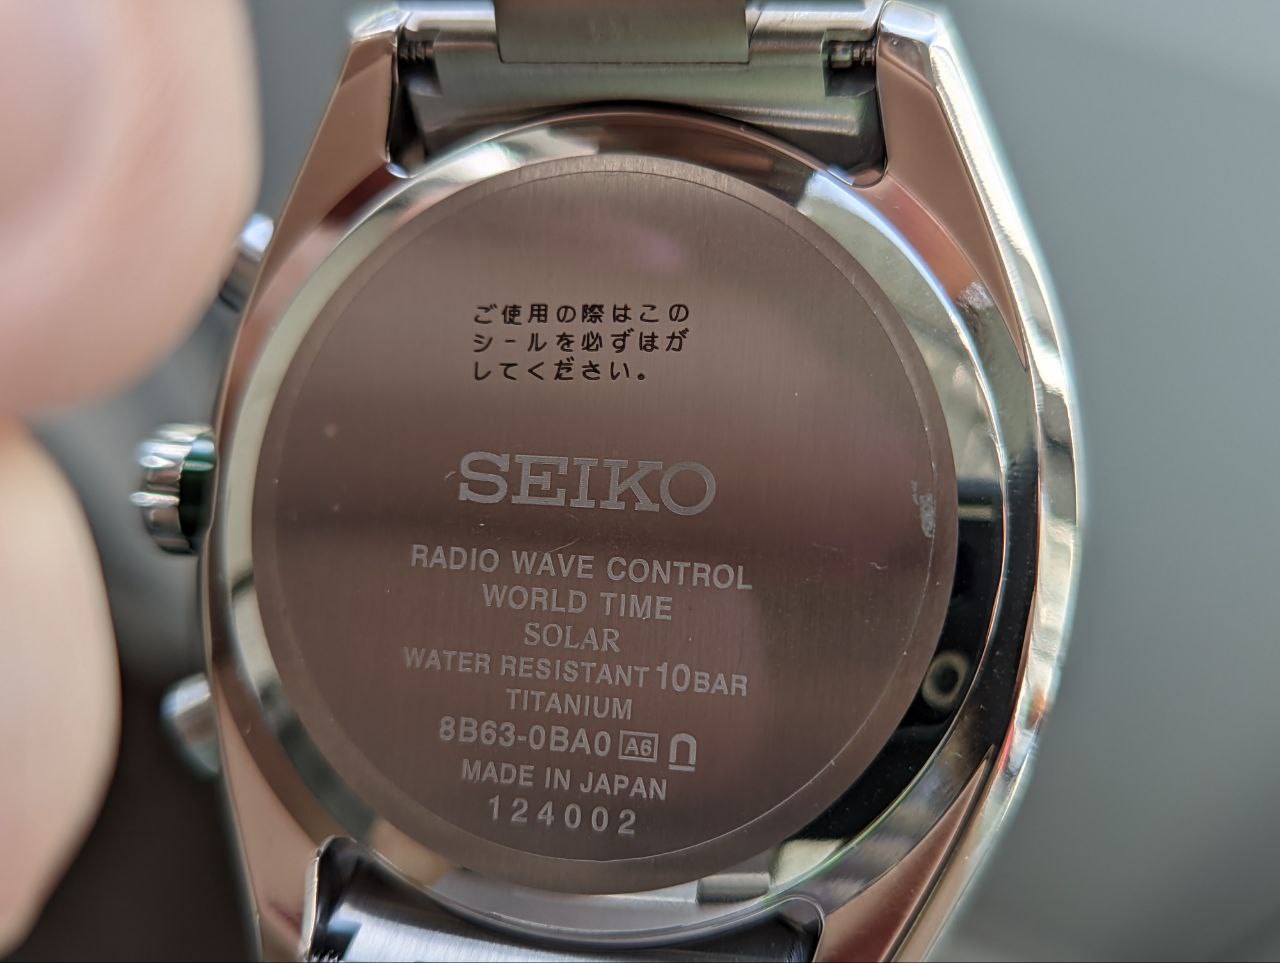 ご使用の際はこの
シールを必ずはが
してください。
SEIKO
RADIO WAVE CONTROL
WORLD TIME
SOLAR
WATER RESISTANT 10BAR
TITANIUM
8B63-0BA0 A6
MADE IN JAPAN
124002